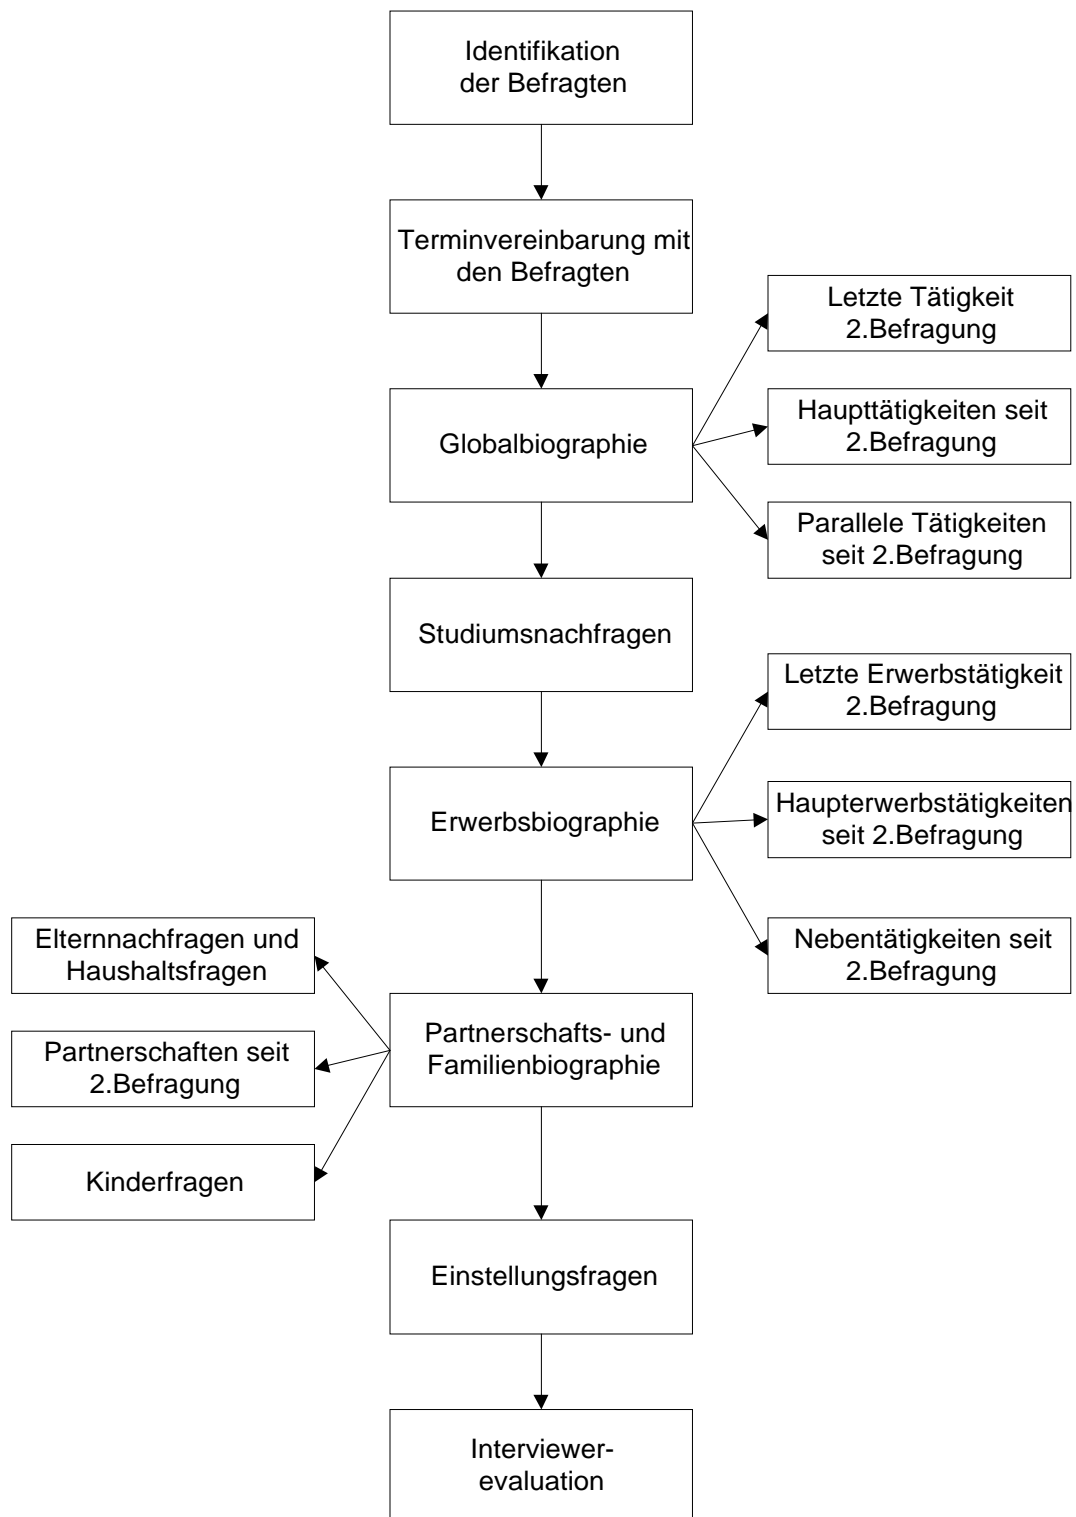 Identifikation
der Befragten
Terminvereinbarung mit
den Befragten
Letzte Tätigkeit
2.Befragung
Haupttätigkeiten seit
2.Befragung
Globalbiographie
Parallele Tätigkeiten
seit 2.Befragung
Studiumsnachfragen
Letzte Erwerbstätigkeit
2.Befragung
Haupterwerbstätigkeiten
seit 2.Befragung
Erwerbsbiographie
Nebentätigkeiten seit
2.Befragung
Elternnachfragen und
Haushaltsfragen
Partnerschafts- und
Familienbiographie
Partnerschaften seit
2.Befragung
Kinderfragen
Einstellungsfragen
Interviewer-
evaluation